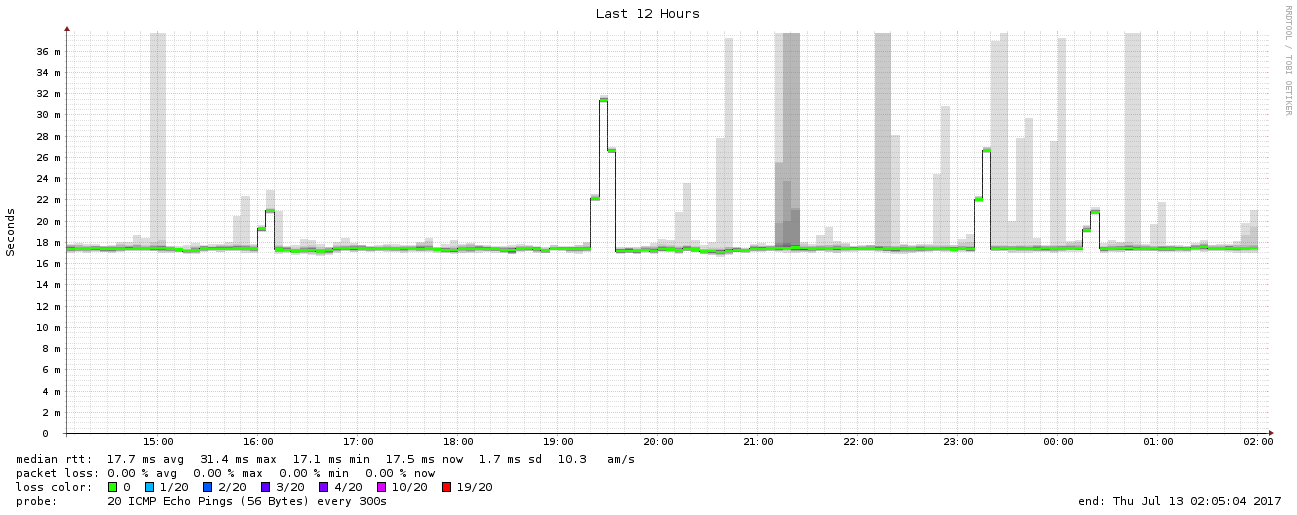 Last 12 Hours
RRDTOOL / TOBI OETIKER
Seconds
36 m
34 m
32 m
30 m
28 m
26 m
24 m
22 m
20 m
18 m
16 m
14 m
12 m
10 m
8 m
6 m
4 m
2 m
0
15:00 16:00 17:00 18:00 19:00 20:00 21:00 22:00 23:00 00:00 01:00 02:00
median rtt: 17.7 ms avg 31.4 ms max 17.1 ms min 17.5 ms now 1.7 ms sd 10.3 am/s
packet loss: 0.00 % avg 0.00 % max 0.00 % min 0.00 % now
loss color: 0 1/20 2/20 3/20 4/20 10/20 19/20
probe: 20 ICMP Echo Pings (56 Bytes) every 300s end: Thu Jul 13 02:05:04 2017